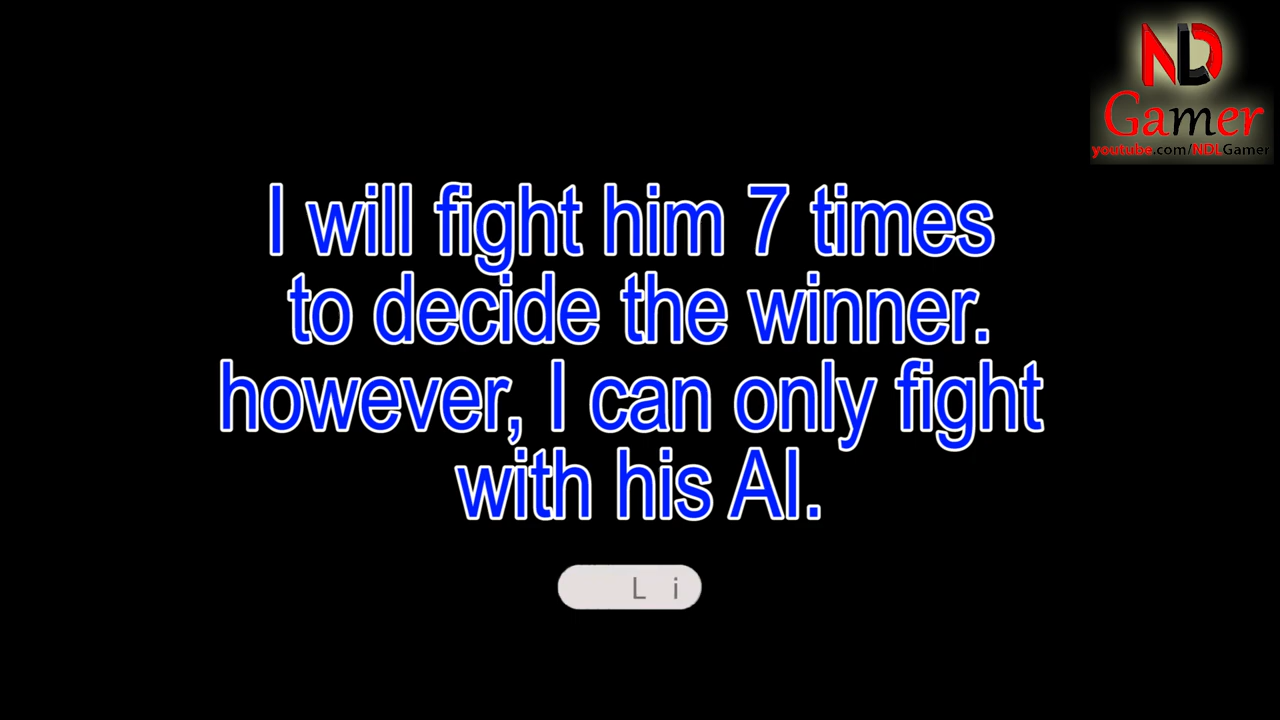 ND
Gamer
youtube.com/NDLGamer
I will fight him 7 times
to decide the winner.
however, I can only fight
with his AI.
L i